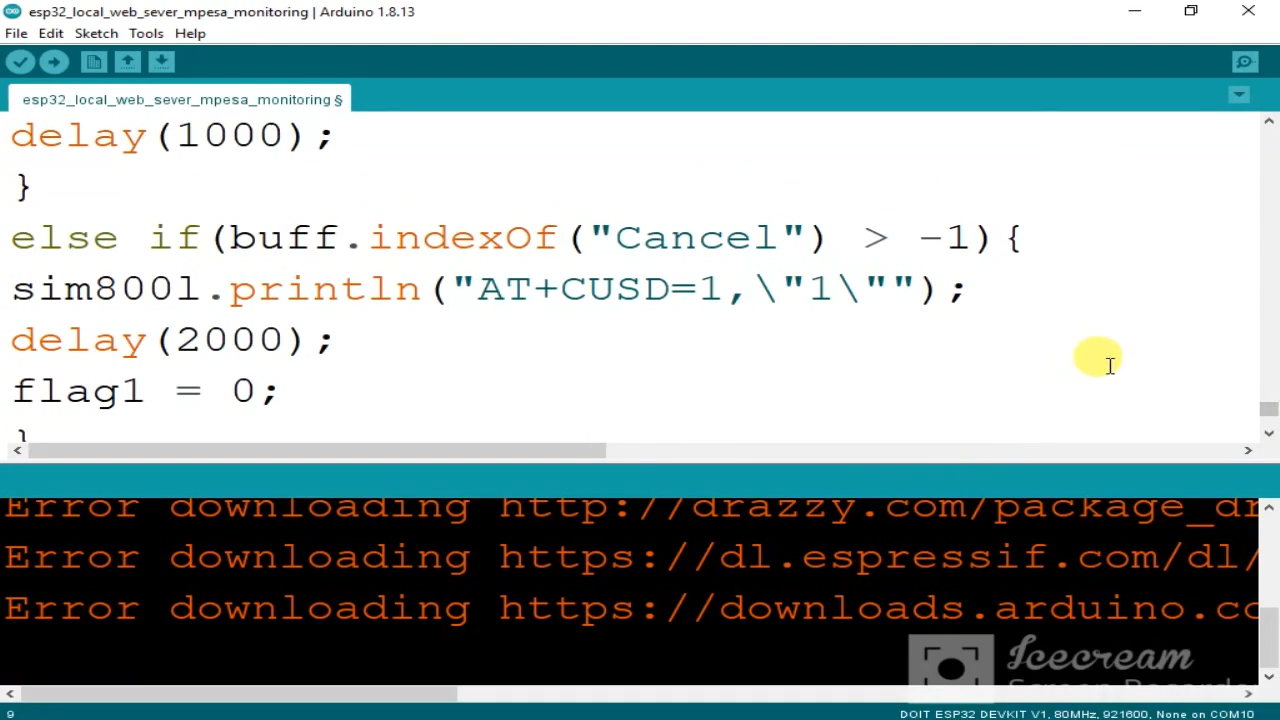 esp32_local_web_sever_mpesa_monitoring | Arduino 1.8.13
File Edit Sketch Tools Help
esp32_local_web_sever_mpesa_monitoring §
delay(1000);
}
else if(buff.indexOf("Cancel") > -1){
sim800l.println("AT+CUSD=1,\"1\"");
delay(2000);
flag1 = 0;
}
Error downloading http://drazzy.com/package_dr
Error downloading https://dl.espressif.com/dl/
Error downloading https://downloads.arduino.cc
Icecream
Screen Recorder
9
DOIT ESP32 DEVKIT V1, 80MHz, 921600, None on COM10